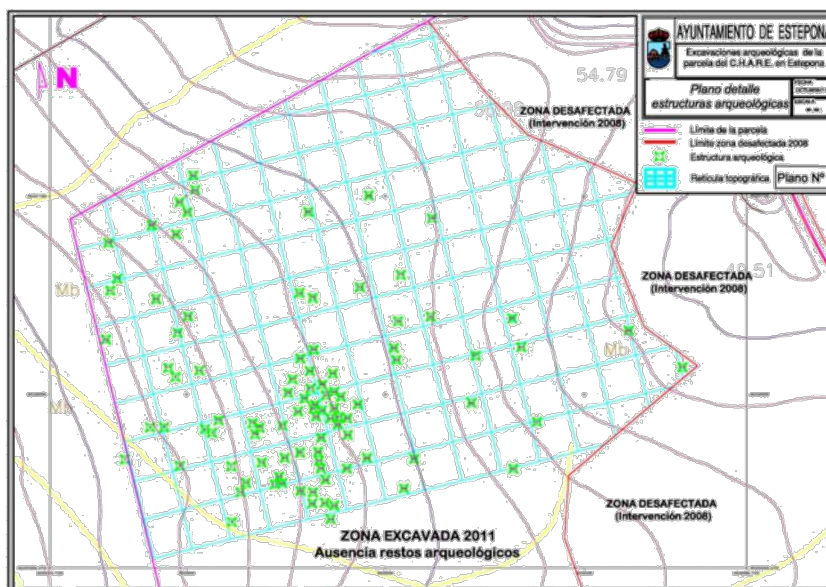 AYUNTAMIENTO DE ESTEPONA
Excavaciones arqueológicas de la
parcela del C.H.A.R.E. en Estepona
Plano detalle
estructuras arqueológicas
FECHA:
ESCALA:
Límite de la parcela
Límite zona desafectada 2008
Estructura arqueológica
Retícula topográfica
Plano Nº
N
54.79
ZONA DESAFECTADA
(Intervención 2008)
ZONA DESAFECTADA
(Intervención 2008)
Mb
Mb
ZONA DESAFECTADA
(Intervención 2008)
ZONA EXCAVADA 2011
Ausencia restos arqueológicos